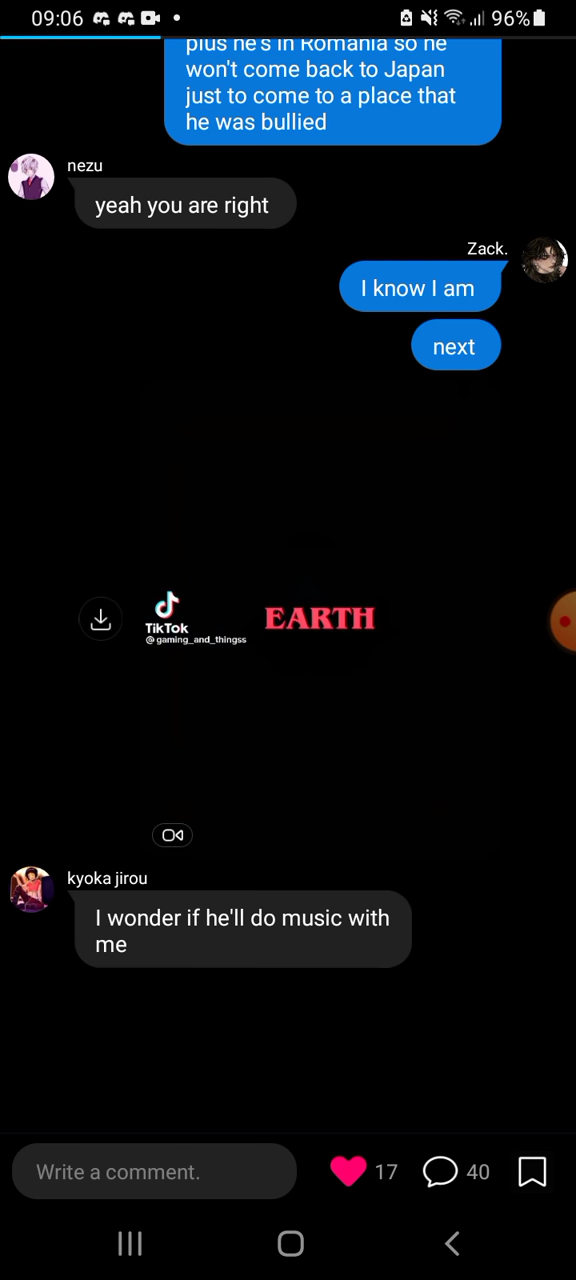 09:06
96%
plus he's in Romania so he
won't come back to Japan
just to come to a place that
he was bullied
nezu
yeah you are right
Zack.
I know I am
next
TikTok
@gaming_and_thingss
EARTH
kyoka jirou
I wonder if he'll do music with
me
Write a comment.
17
40